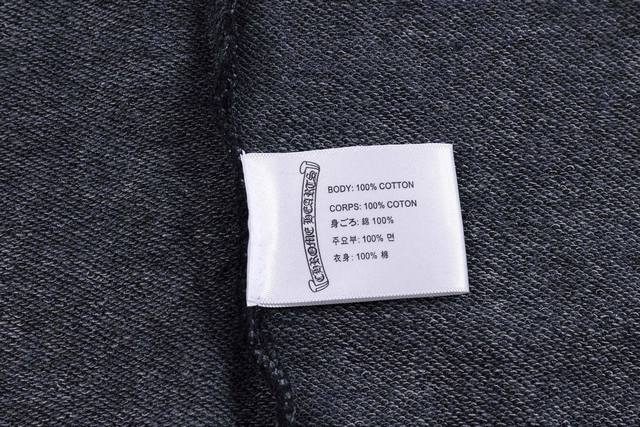 CHROME HEARTS
BODY: 100% COTTON
CORPS: 100% COTON
身ごろ: 綿 100%
주요부: 100% 면
衣身: 100% 棉